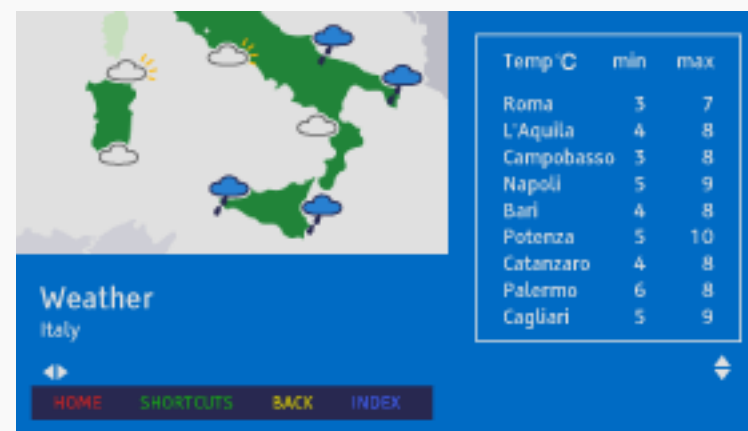 Temp °C min max
Roma 3 7
L'Aquila 4 8
Campobasso 3 8
Napoli 5 9
Bari 4 8
Potenza 5 10
Catanzaro 4 8
Palermo 6 8
Cagliari 5 9
Weather
Italy
HOME SHORTCUTS BACK INDEX